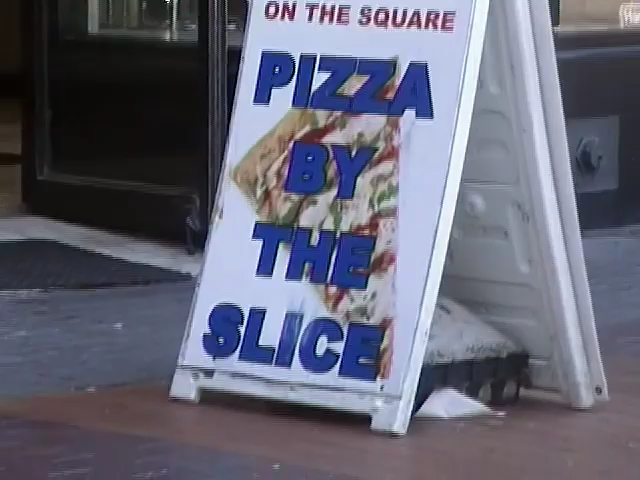 ON THE SQUARE
PIZZA
BY
THE
SLICE